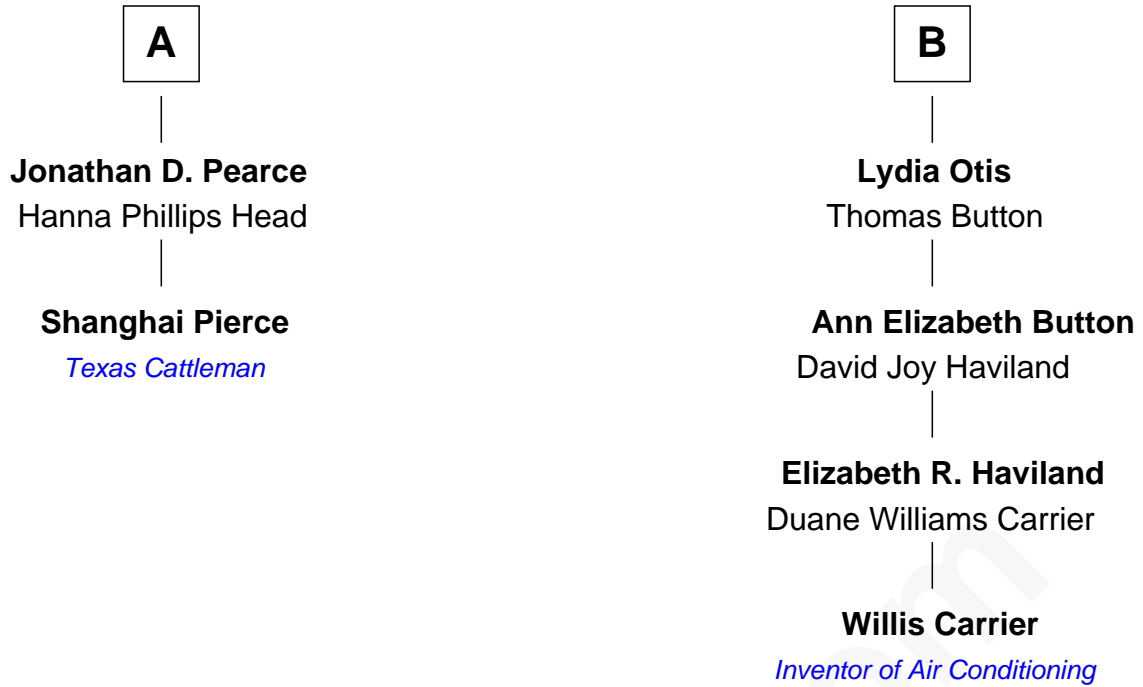 A
Jonathan D. Pearce
Hanna Phillips Head
Shanghai Pierce
Texas Cattleman
B
Lydia Otis
Thomas Button
Ann Elizabeth Button
David Joy Haviland
Elizabeth R. Haviland
Duane Williams Carrier
Willis Carrier
Inventor of Air Conditioning